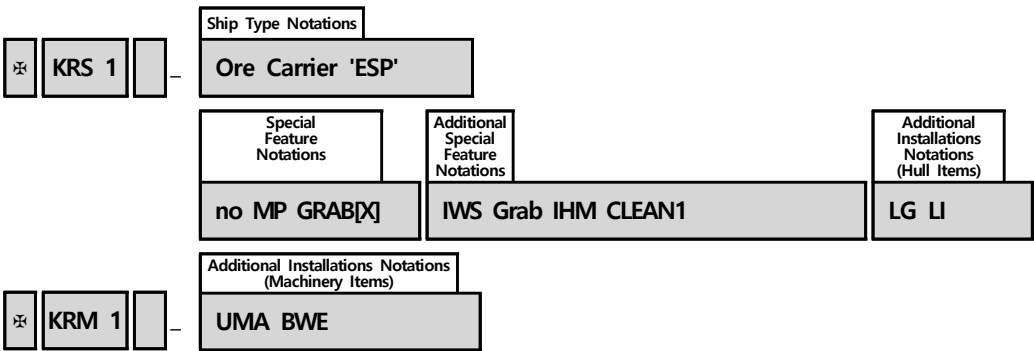 Ship Type Notations
✠ KRS 1 _ Ore Carrier 'ESP'
Special
Feature
Notations
Additional
Special
Feature
Notations
Additional
Installations
Notations
(Hull Items)
no MP GRAB[X]
IWS Grab IHM CLEAN1
LG LI
Additional Installations Notations
(Machinery Items)
✠ KRM 1 _ UMA BWE